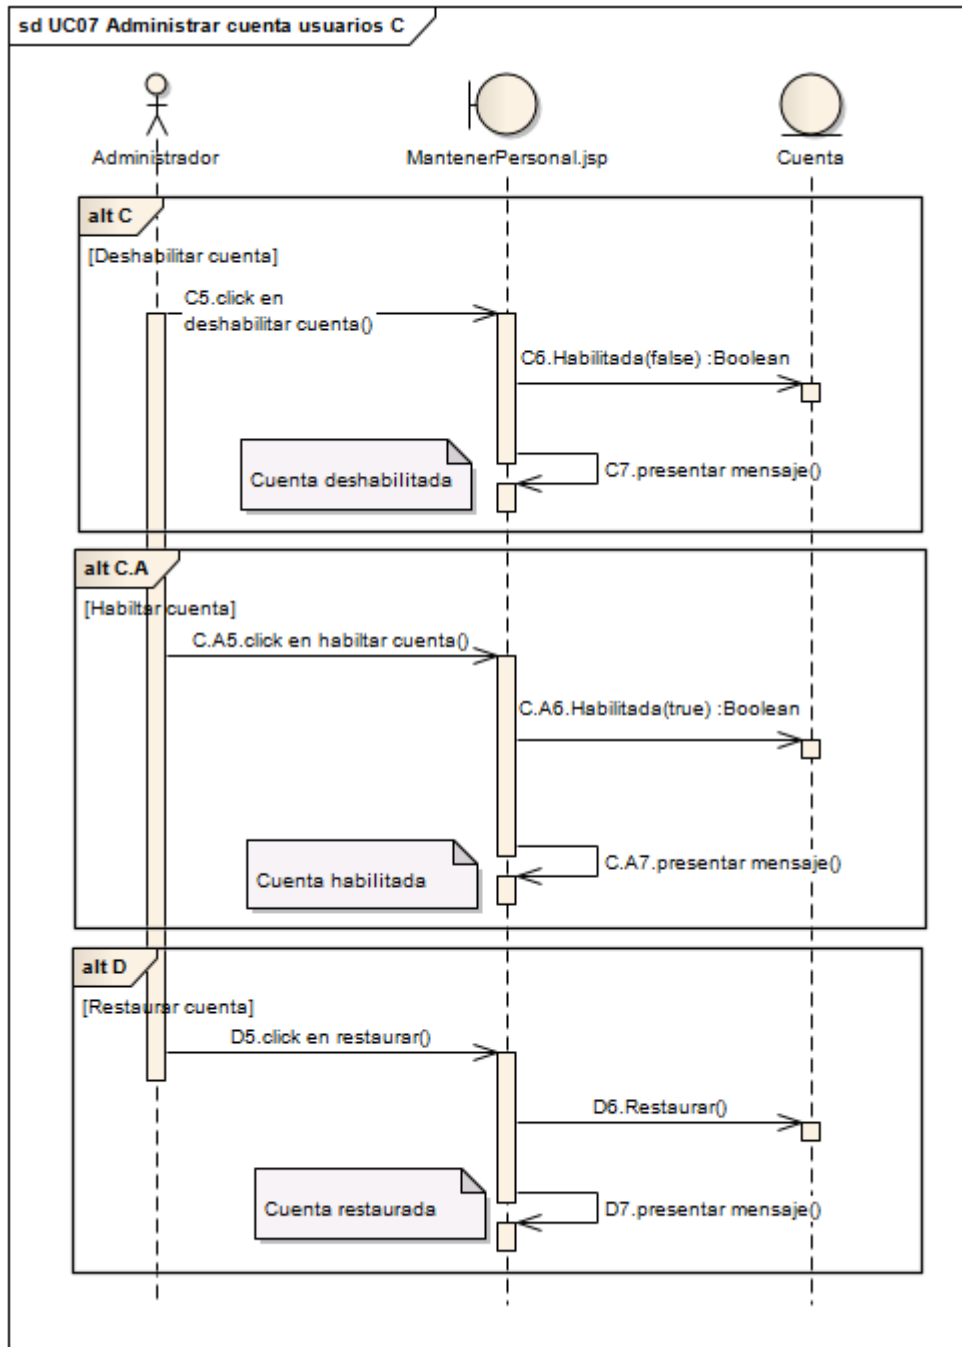 sd UC07 Administrar cuenta usuarios C
Administrador
MantenerPersonal.jsp
Cuenta
alt C
[Deshabilitar cuenta]
C5.click en
deshabilitar cuenta()
C6.Habilitada(false) :Boolean
Cuenta deshabilitada
C7.presentar mensaje()
alt C.A
[Habiltar cuenta]
C.A5.click en habiltar cuenta()
C.A6.Habilitada(true) :Boolean
Cuenta habilitada
C.A7.presentar mensaje()
alt D
[Restaurar cuenta]
D5.click en restaurar()
D6.Restaurar()
Cuenta restaurada
D7.presentar mensaje()